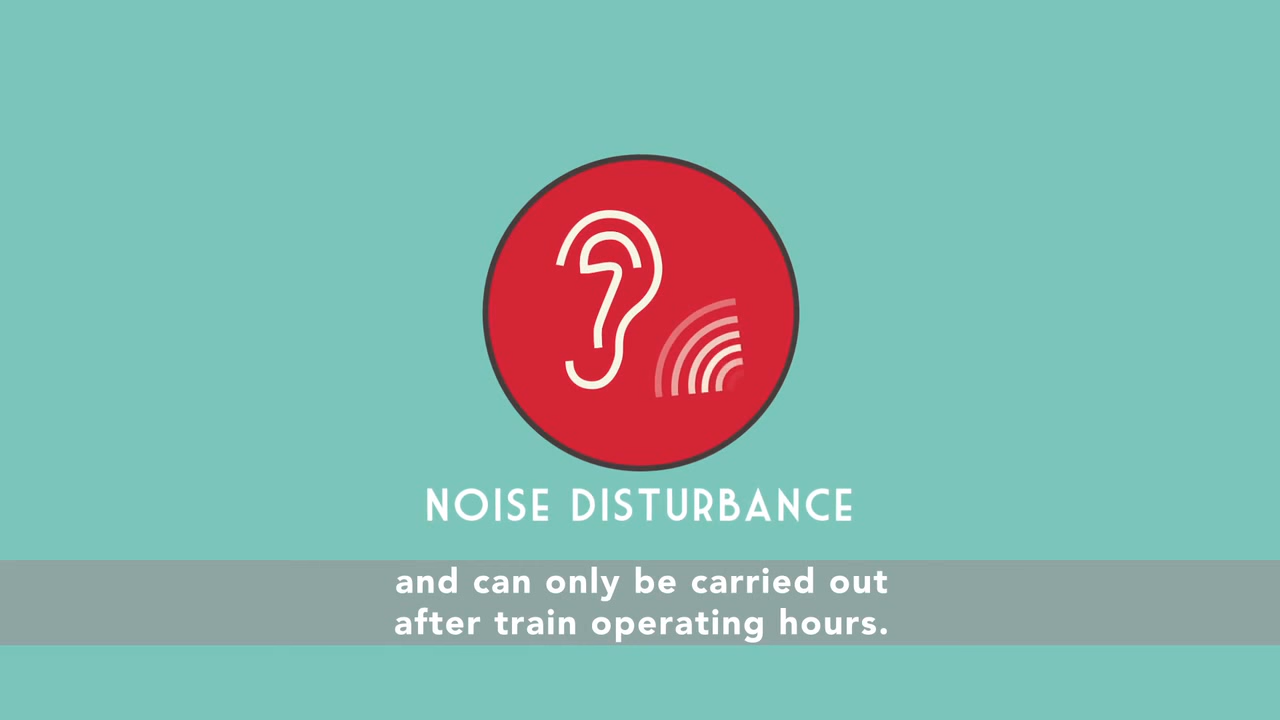 NOISE DISTURBANCE
and can only be carried out
after train operating hours.